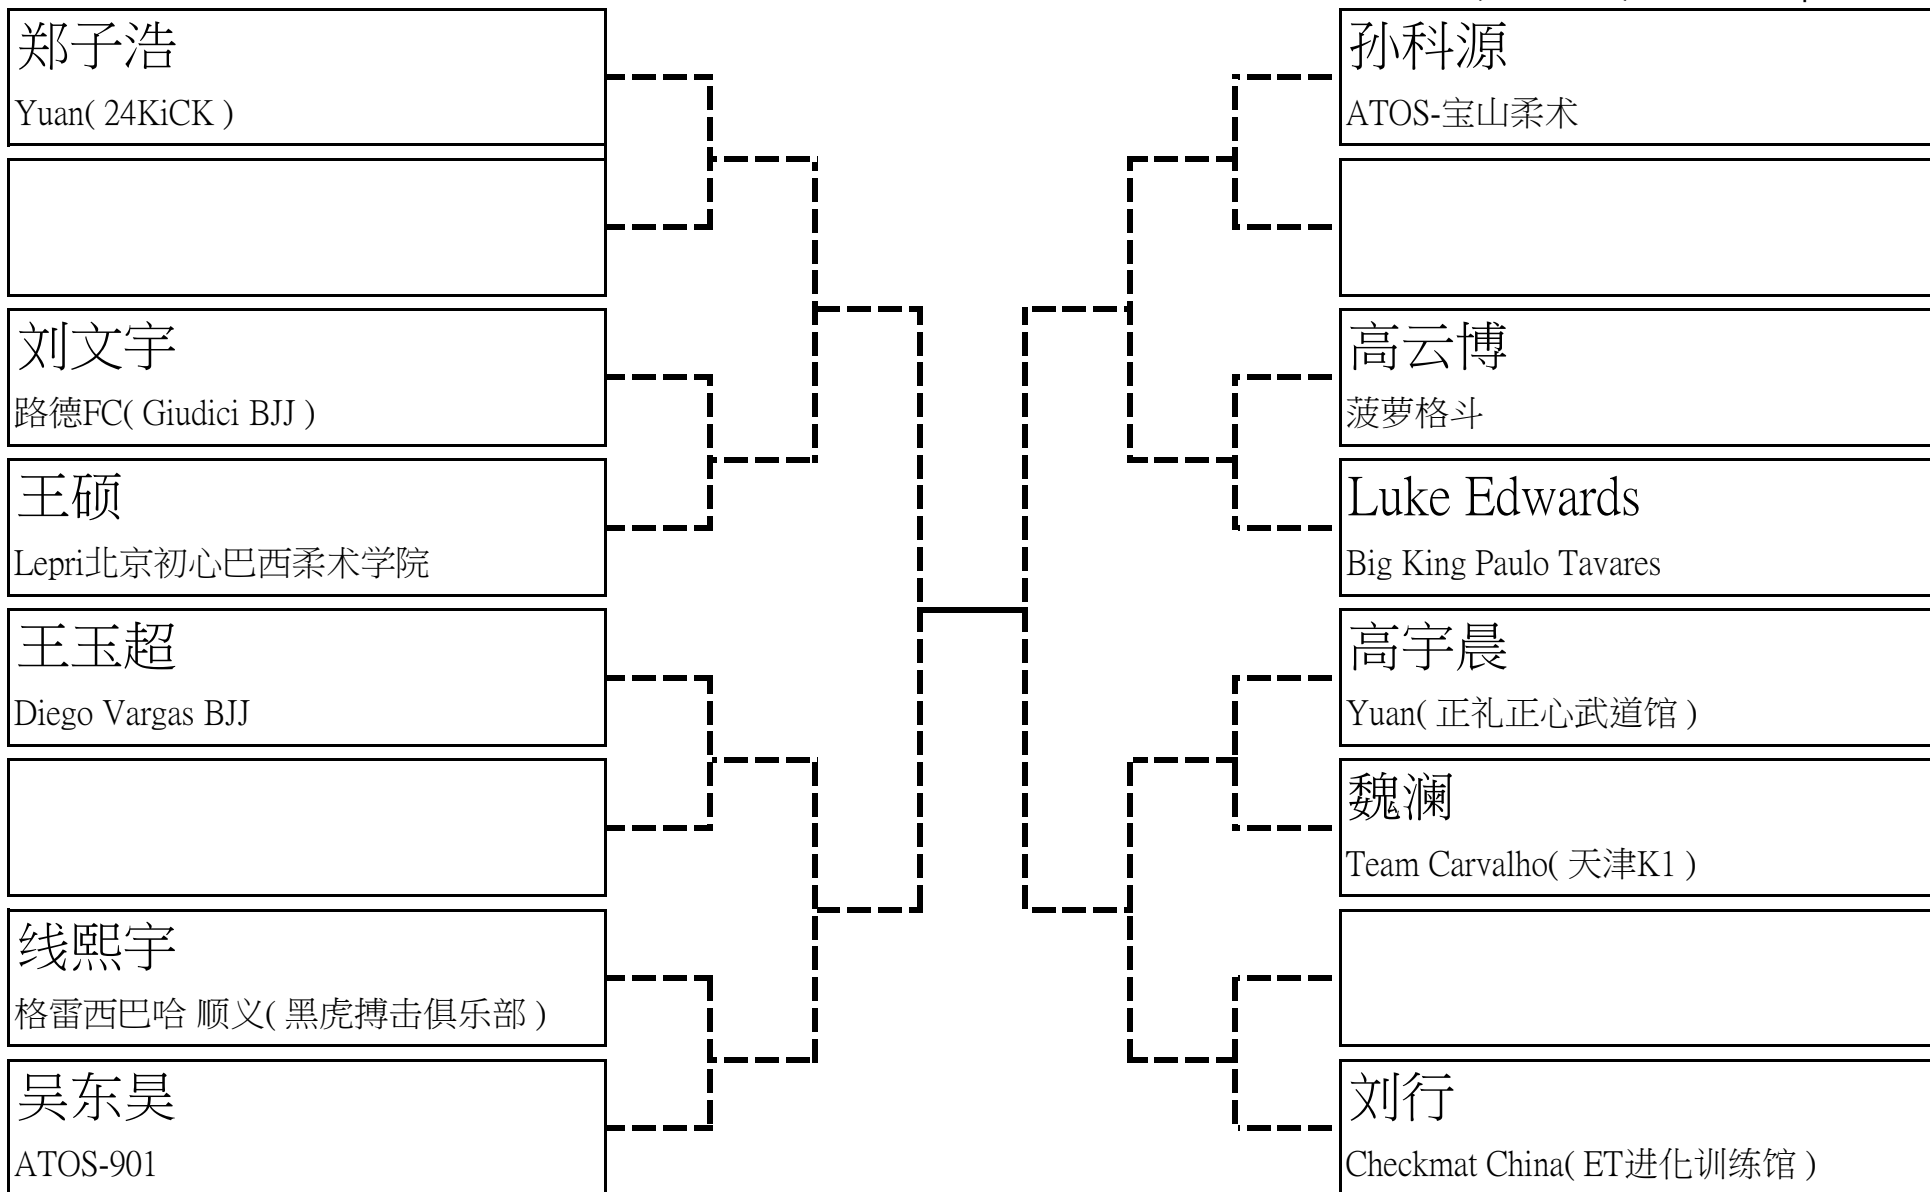 郑子浩
Yuan( 24KiCK )
刘文宇
路德FC( Giudici BJJ )
王硕
Lepri北京初心巴西柔术学院
王玉超
Diego Vargas BJJ
线熙宇
格雷西巴哈 顺义( 黑虎搏击俱乐部 )
吴东昊
ATOS-901
孙科源
ATOS-宝山柔术
高云博
菠萝格斗
Luke Edwards
Big King Paulo Tavares
高宇晨
Yuan( 正礼正心武道馆 )
魏澜
Team Carvalho( 天津K1 )
刘行
Checkmat China( ET进化训练馆 )